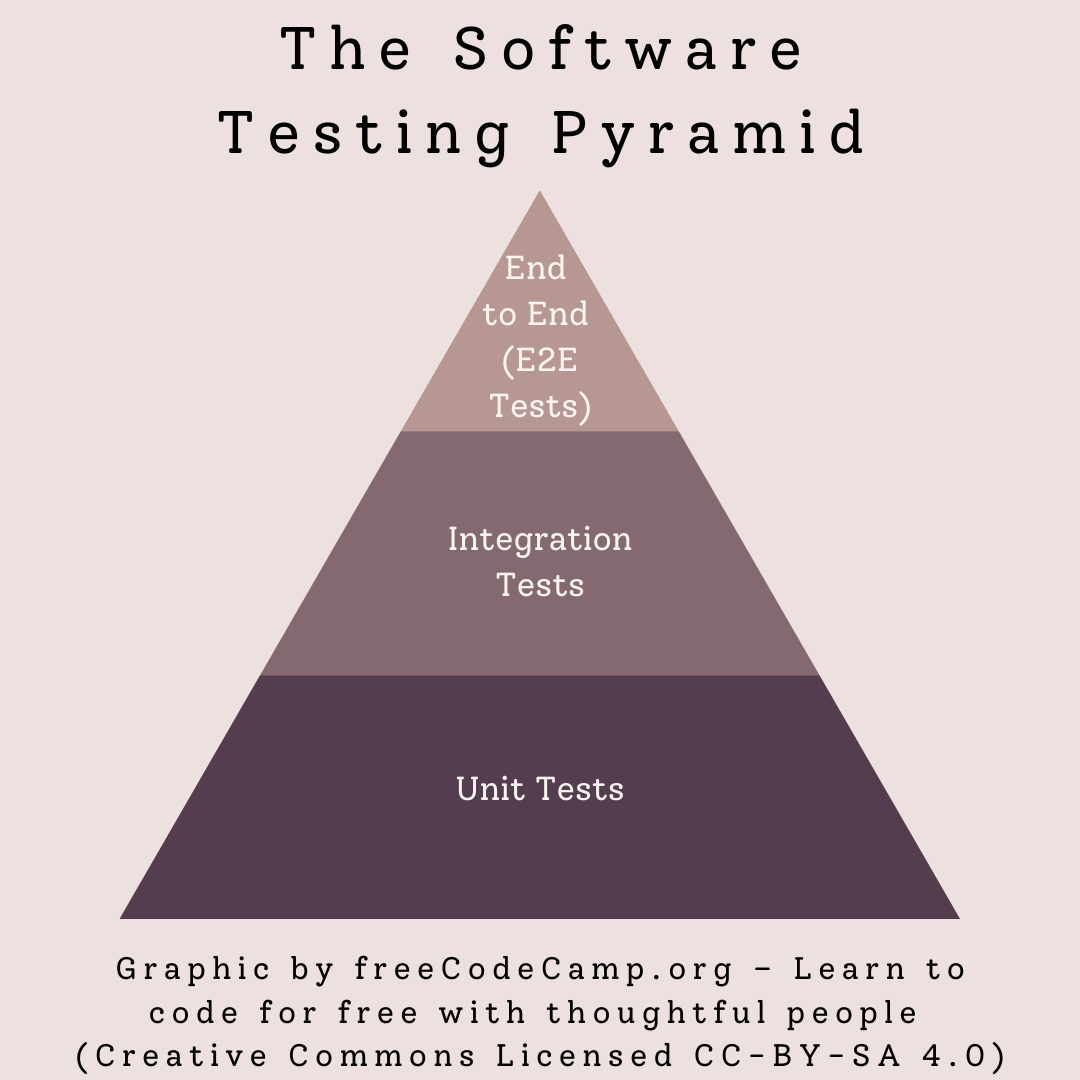 The Software
Testing Pyramid
End
to End
(E2E
Tests)
Integration
Tests
Unit Tests
Graphic by freeCodeCamp.org – Learn to
code for free with thoughtful people
(Creative Commons Licensed CC-BY-SA 4.0)